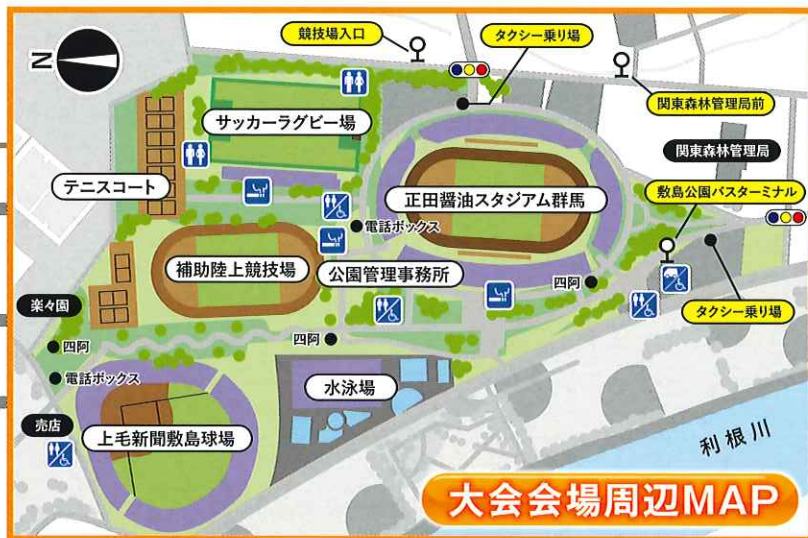 競技場入口
タクシー乗り場
N
サッカーラグビー場
関東森林管理局前
関東森林管理局
テニスコート
正田醤油スタジアム群馬
敷島公園バスターミナル
電話ボックス
補助陸上競技場
公園管理事務所
四阿
楽々園
タクシー乗り場
四阿
四阿
電話ボックス
水泳場
売店
上毛新聞敷島球場
利根川
大会会場周辺MAP